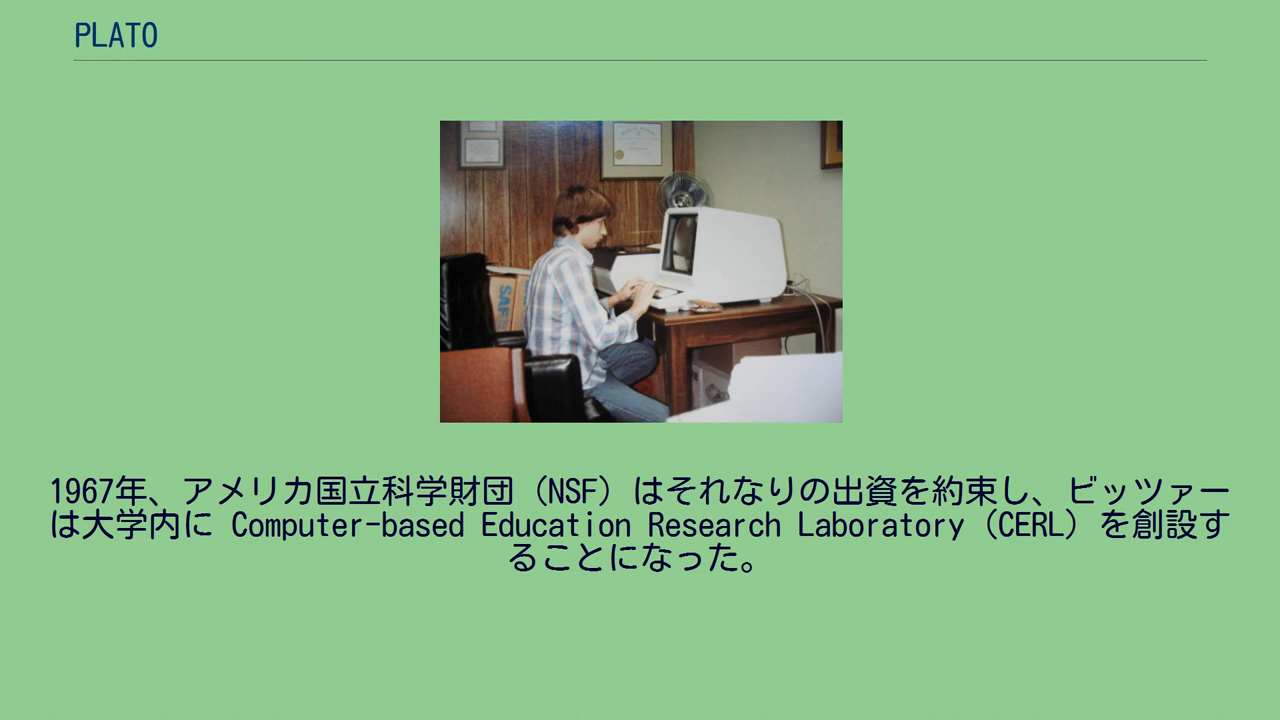 PLATO
SAF
1967年、アメリカ国立科学財団（NSF）はそれなりの出資を約束し、ビッツァー
は大学内に Computer-based Education Research Laboratory（CERL）を創設す
ることになった。